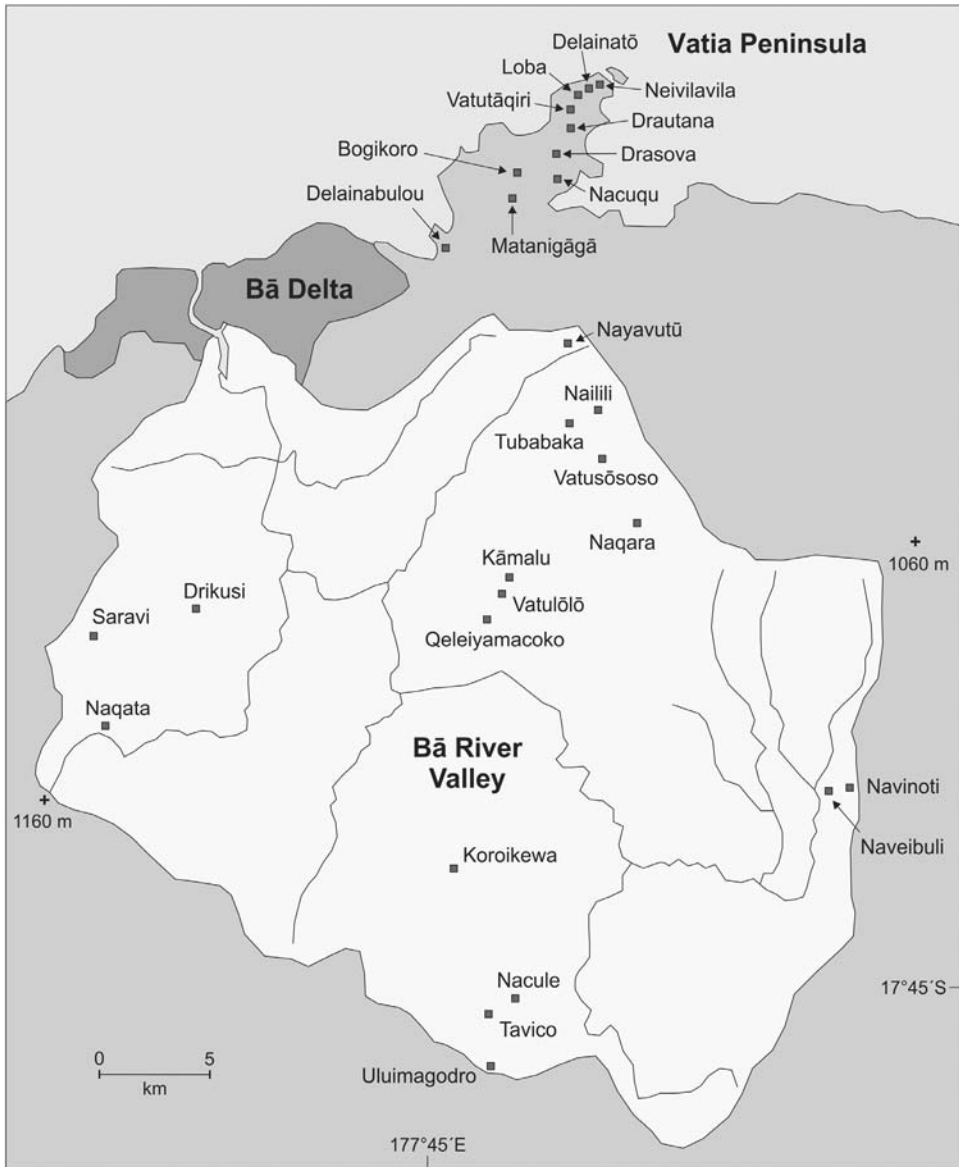 Delainatō
Vatia Peninsula
Loba
Neivilavila
Vatutāqiri
Drautana
Bogikoro
Drasova
Delainabulou
Nacuqu
Matanigāgā
Bā Delta
Nayavutū
Nailili
Tubabaka
Vatusōsoso
Naqara
1060 m
Kāmalu
Drikusi
Vatulōlō
Saravi
Qeleiyamacoko
Naqata
Bā River
Valley
Navinoti
1160 m
Naveibuli
Koroikewa
Nacule
17°45´S
Tavico
0 5
km
Uluimagodro
177°45´E